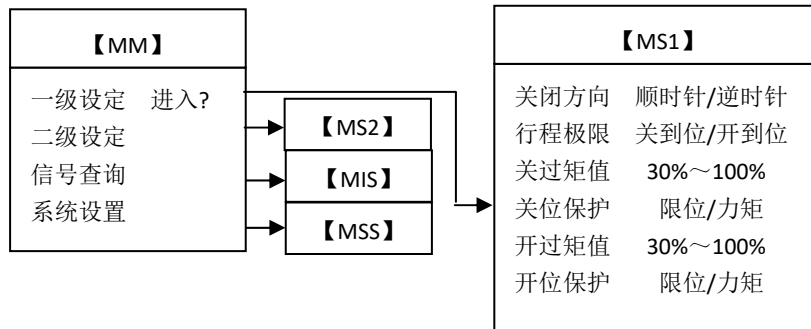 【MM】
一级设定 进入?
二级设定
信号查询
系统设置
【MS2】
【MIS】
【MSS】
【MS1】
关闭方向 顺时针/逆时针
行程极限 关到位/开到位
关过矩值 30%～100%
关位保护 限位/力矩
开过矩值 30%～100%
开位保护 限位/力矩